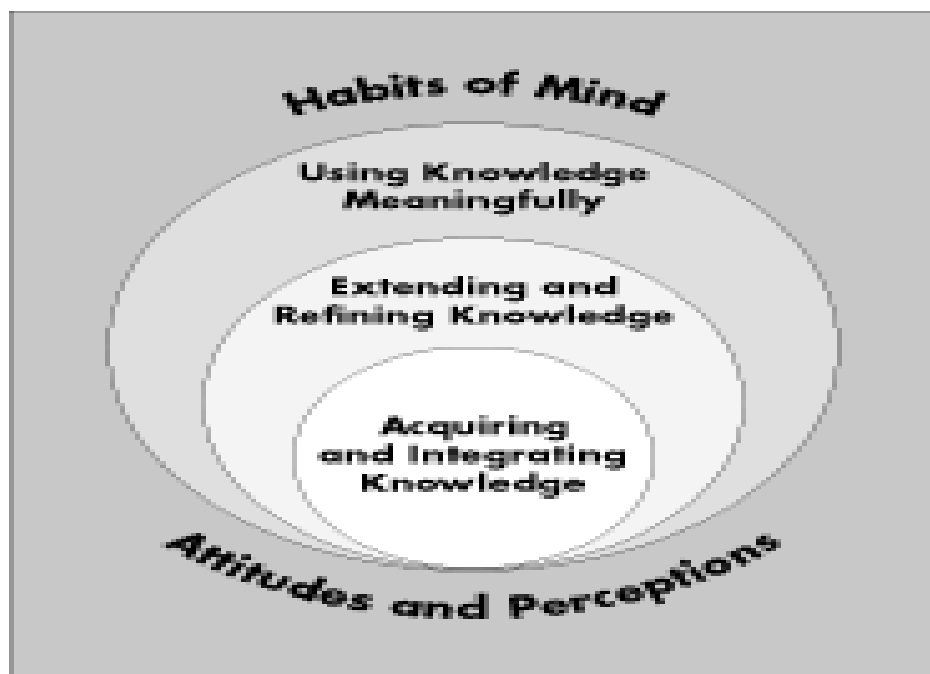 Habits of Mind
Using Knowledge
Meaningfully
Extending and
Refining Knowledge
Acquiring
and Integrating
Knowledge
Attitudes and Perceptions